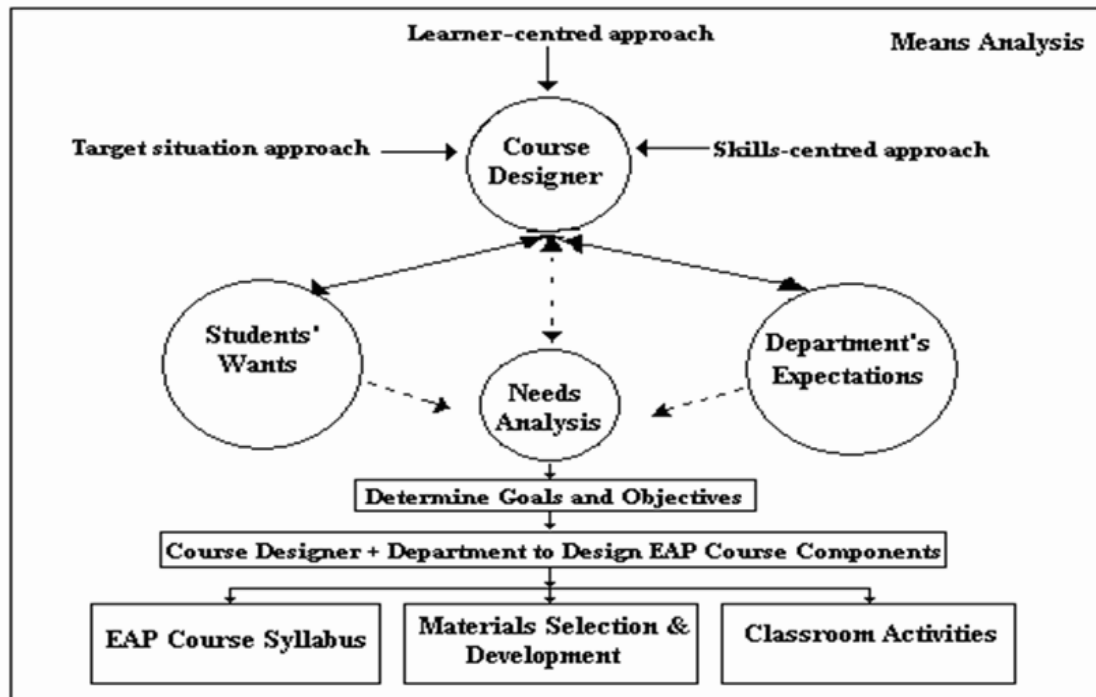 Learner-centred approach
Means Analysis
Target situation approach
Course
Designer
Skills-centred approach
Students'
Wants
Department's
Expectations
Needs
Analysis
Determine Goals and Objectives
Course Designer + Department to Design EAP Course Components
EAP Course Syllabus
Materials Selection &
Development
Classroom Activities